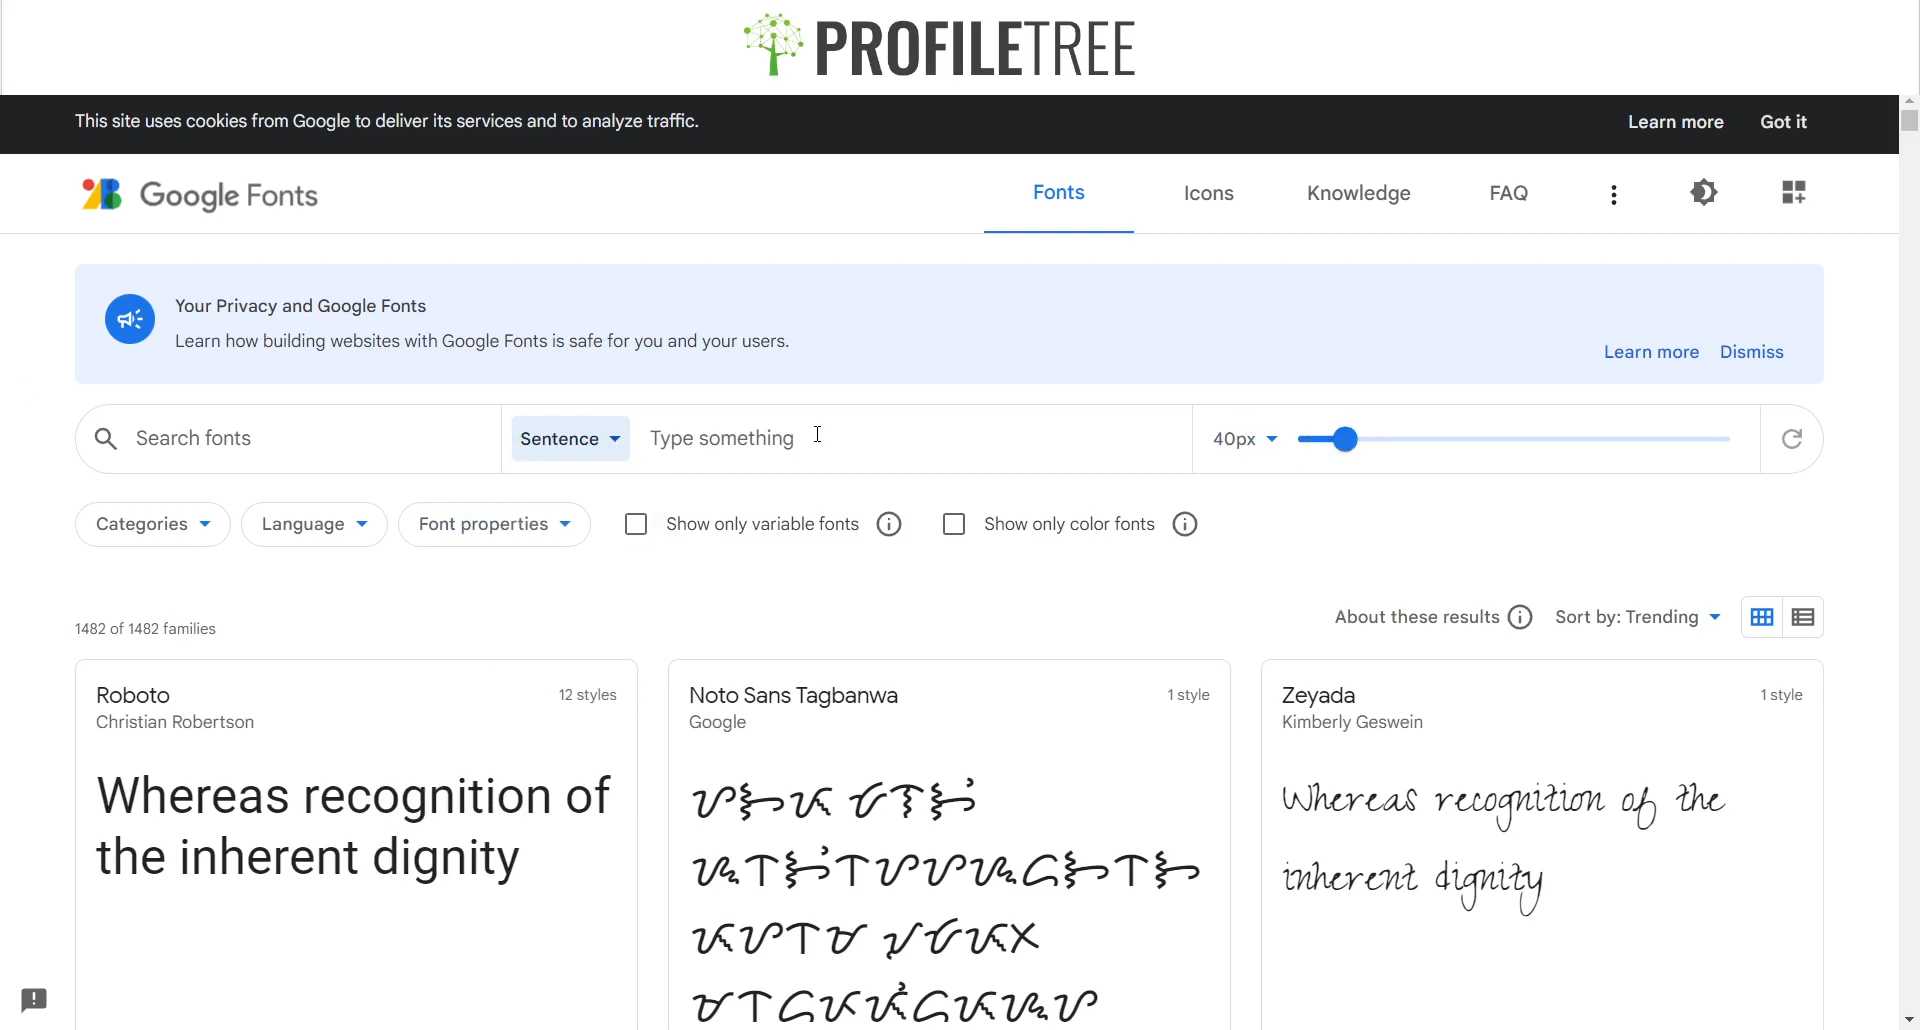 PROFILETREE
This site uses cookies from Google to deliver its services and to analyze traffic.
Learn more Got it
Google Fonts
Fonts Icons Knowledge FAQ
Your Privacy and Google Fonts
Learn how building websites with Google Fonts is safe for you and your users.
Learn more Dismiss
Search fonts Sentence Type something 40px
Categories Language Font properties Show only variable fonts Show only color fonts
About these results Sort by: Trending
1482 of 1482 families
Roboto 12 styles
Christian Robertson
Whereas recognition of
the inherent dignity
Noto Sans Tagbanwa 1 style
Google
Zeyada 1 style
Kimberly Geswein
Whereas recognition of the
inherent dignity